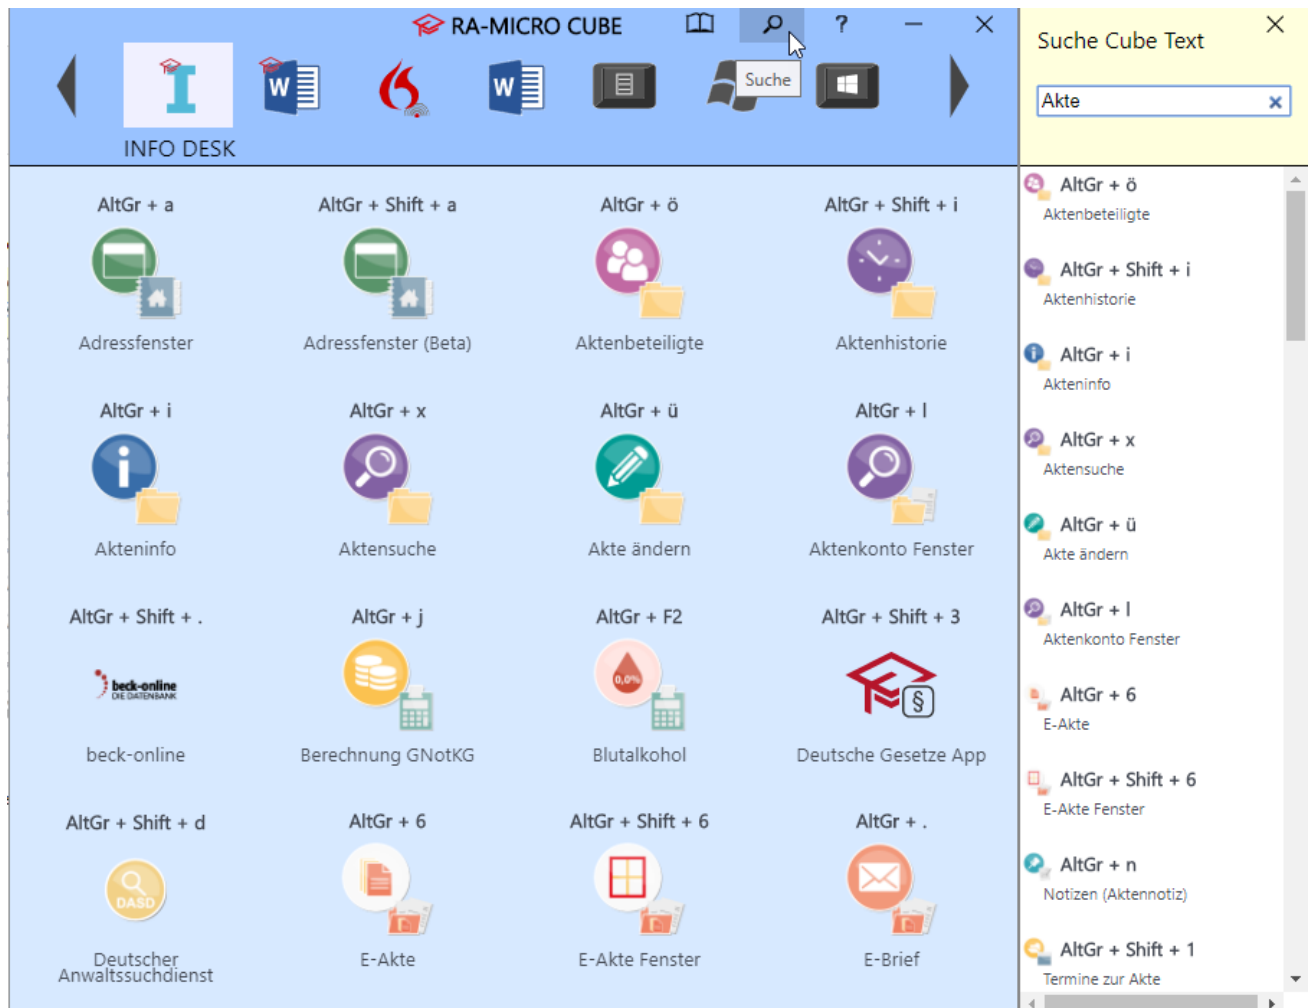 RA-MICRO CUBE
?
W
W
Suche
INFO DESK
AltGr + a
AltGr + Shift + a
AltGr + ö
AltGr + Shift + i
Adressfenster
Adressfenster (Beta)
Aktenbeteiligte
Aktenhistorie
AltGr + i
AltGr + x
AltGr + ü
AltGr + l
Akteninfo
Aktensuche
Akte ändern
Aktenkonto Fenster
AltGr + Shift + .
AltGr + j
AltGr + F2
AltGr + Shift + 3
beck-online
DIE DATENBANK
0,0%
§
beck-online
Berechnung GNotKG
Blutalkohol
Deutsche Gesetze App
AltGr + Shift + d
AltGr + 6
AltGr + Shift + 6
AltGr + .
DASD
Deutscher
Anwaltssuchdienst
E-Akte
E-Akte Fenster
E-Brief
Suche Cube Text
Akte
AltGr + ö
Aktenbeteiligte
AltGr + Shift + i
Aktenhistorie
AltGr + i
Akteninfo
AltGr + x
Aktensuche
AltGr + ü
Akte ändern
AltGr + l
Aktenkonto Fenster
AltGr + 6
E-Akte
AltGr + Shift + 6
E-Akte Fenster
AltGr + n
Notizen (Aktennotiz)
AltGr + Shift + 1
Termine zur Akte